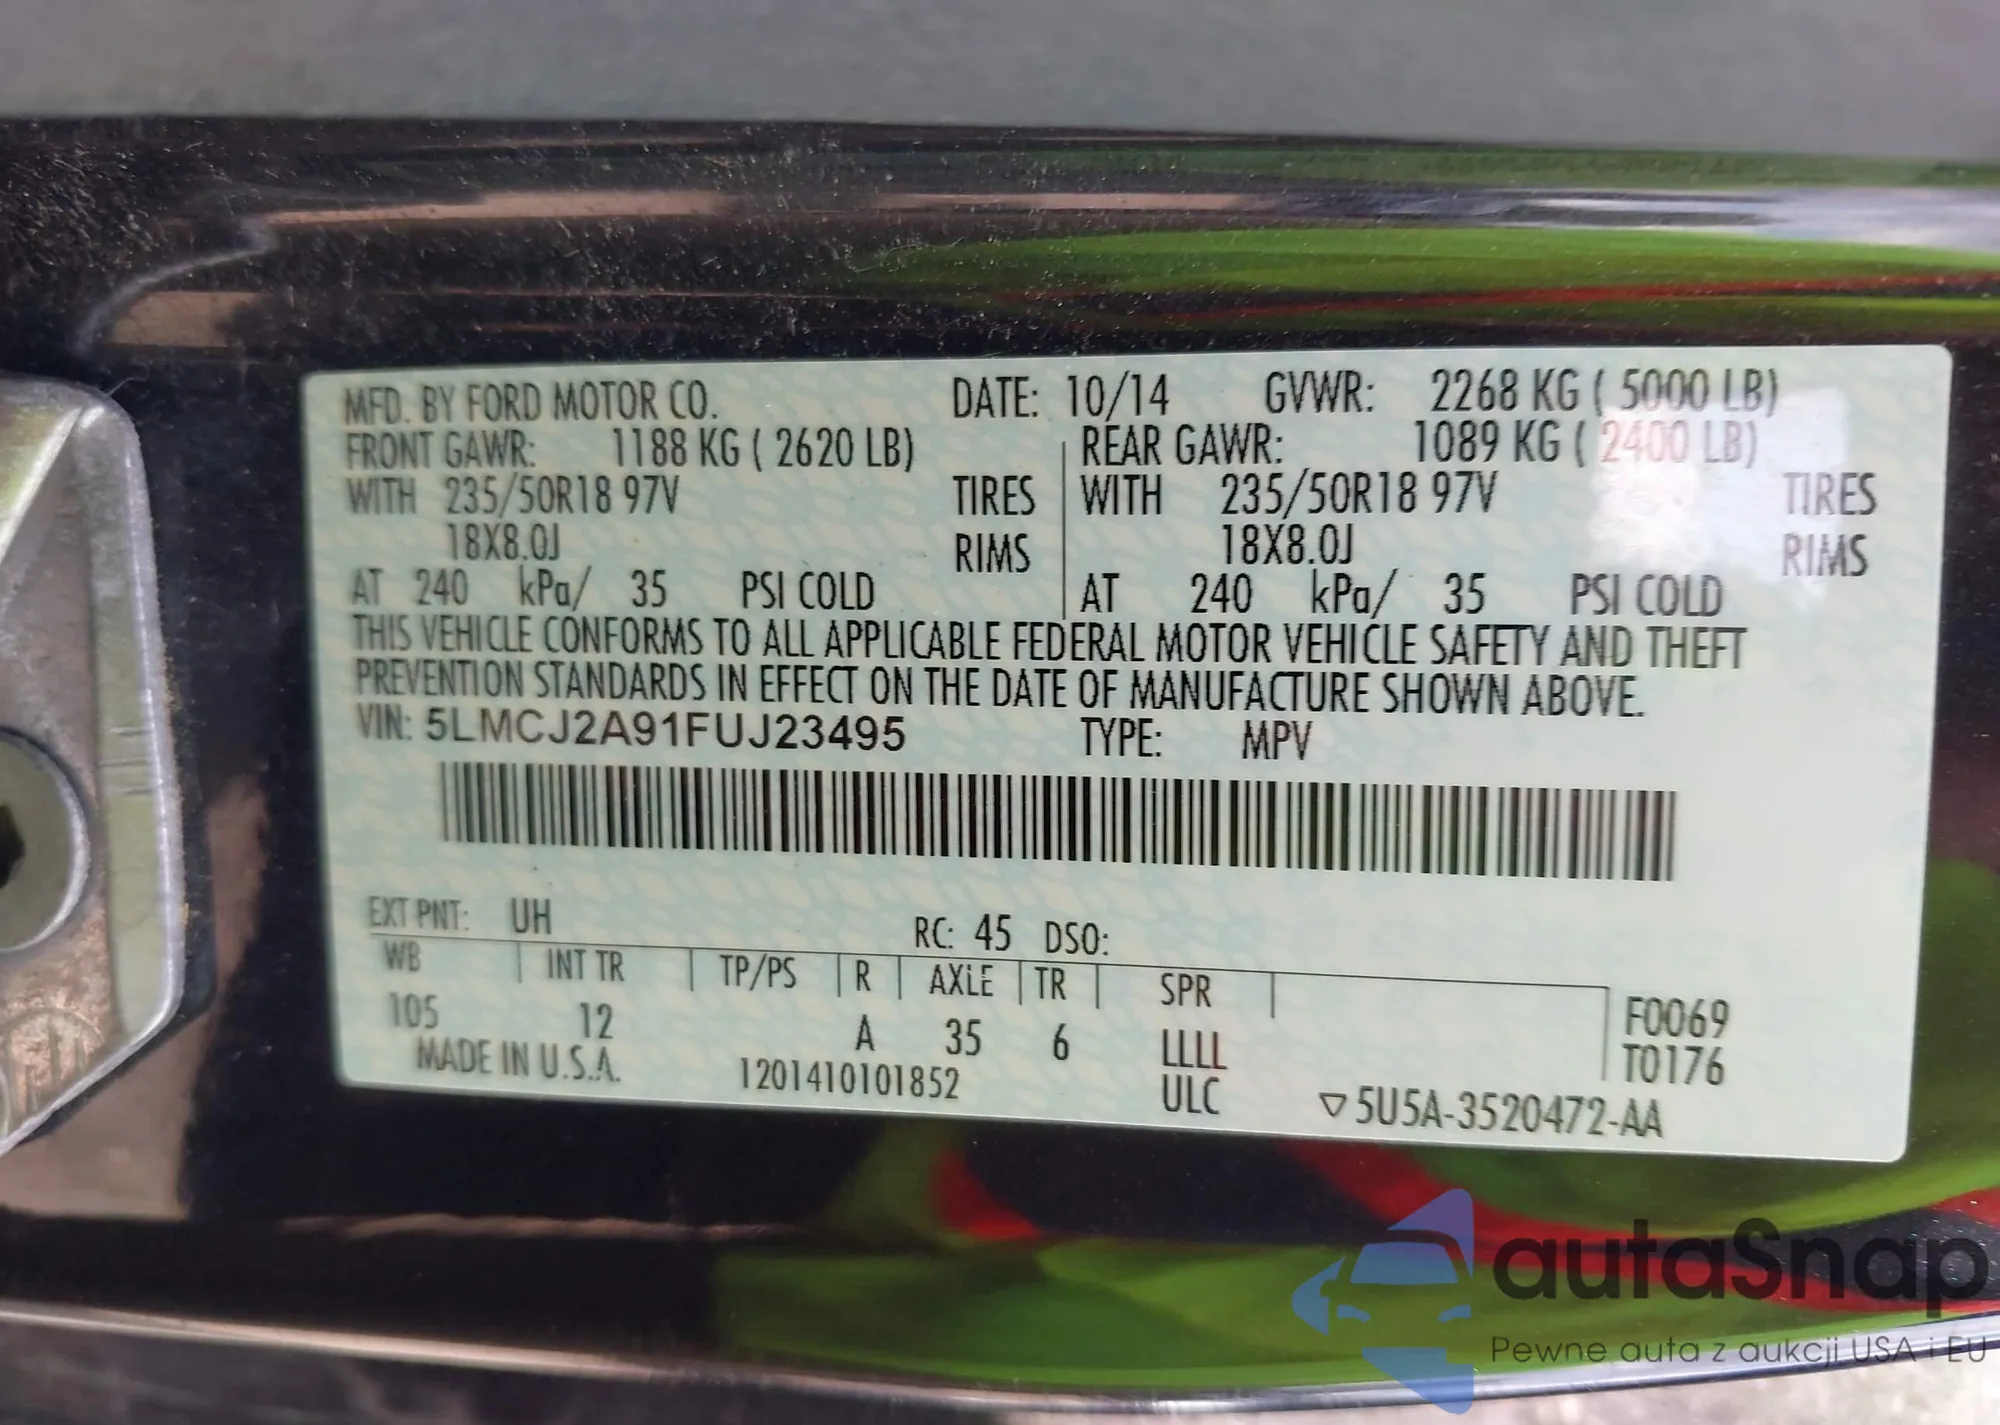 MFD. BY FORD MOTOR CO. DATE: 10/14 GVWR: 2268 KG ( 5000 LB)
FRONT GAWR: 1188 KG ( 2620 LB) REAR GAWR: 1089 KG ( 2400 LB)
WITH 235/50R18 97V TIRES WITH 235/50R18 97V TIRES
18X8.0J RIMS 18X8.0J RIMS
AT 240 kPa/ 35 PSI COLD AT 240 kPa/ 35 PSI COLD
THIS VEHICLE CONFORMS TO ALL APPLICABLE FEDERAL MOTOR VEHICLE SAFETY AND THEFT
PREVENTION STANDARDS IN EFFECT ON THE DATE OF MANUFACTURE SHOWN ABOVE.
VIN: 5LMCJ2A91FUJ23495 TYPE: MPV
EXT PNT: UH RC: 45 DSO:
WB INT TR TP/PS R AXLE TR SPR
105 12 A 35 6 LLLL F0069
T0176
MADE IN U.S.A. 1201410101852 ULC ▽5U5A-3520472-AA
autaSnap
Pewne auta z aukcji USA i EU